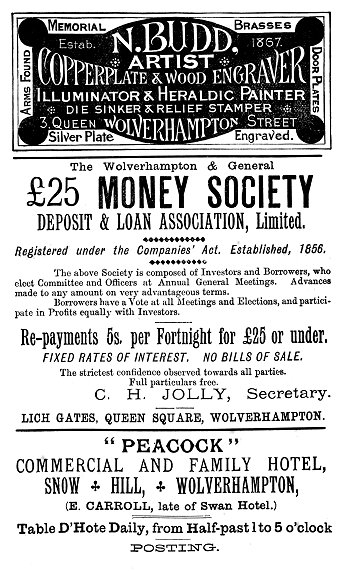 MEMORIAL BRASSES
Estab. 1867.
N. BUDD,
ARTIST
COPPERPLATE & WOOD ENGRAVER
ILLUMINATOR & HERALDIC PAINTER
DIE SINKER & RELIEF STAMPER
3, QUEEN STREET
WOLVERHAMPTON
ARMS FOUND
DOOR PLATES
Silver Plate Engraved.
The Wolverhampton & General
£25 MONEY SOCIETY
DEPOSIT & LOAN ASSOCIATION, Limited.
Registered under the Companies' Act. Established, 1856.
The above Society is composed of Investors and Borrowers, who
elect Committee and Officers at Annual General Meetings. Advances
made to any amount on very advantageous terms.
Borrowers have a Vote at all Meetings and Elections, and partici-
pate in Profits equally with Investors.
Re-payments 5s. per Fortnight for £25 or under.
FIXED RATES OF INTEREST. NO BILLS OF SALE.
The strictest confidence observed towards all parties.
Full particulars free.
C. H. JOLLY, Secretary.
LICH GATES, QUEEN SQUARE, WOLVERHAMPTON.
"PEACOCK"
COMMERCIAL AND FAMILY HOTEL,
SNOW HILL, WOLVERHAMPTON,
(E. CARROLL, late of Swan Hotel.)
Table D'Hote Daily, from Half-past 1 to 5 o'clock
POSTING.